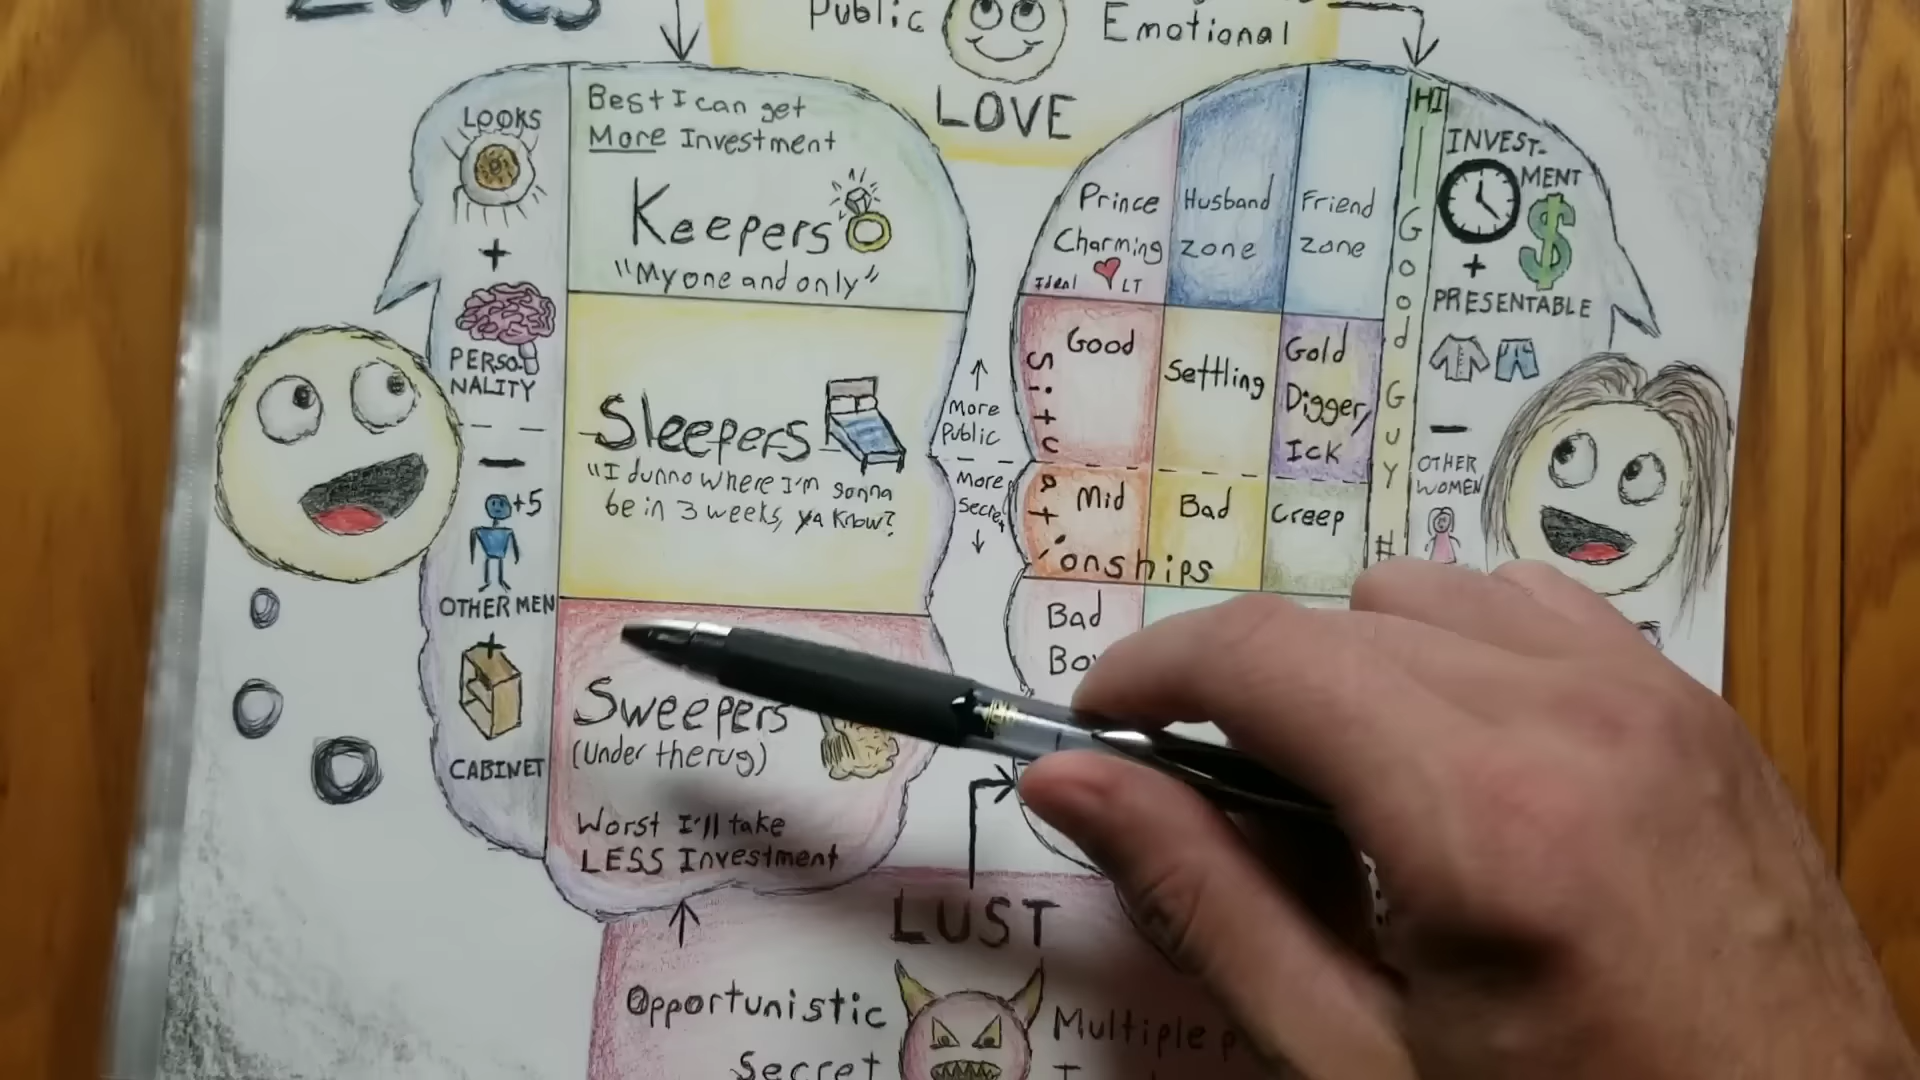 Public
Emotional
LOVE
LOOKS
+
PERSO-
NALITY
+5
OTHER MEN
+
CABINET
Best I can get
More Investment
Keepers
"My one and only"
Sleepers
"I dunno where I'm gonna
be in 3 weeks, ya know?
Sweepers
(Under the rug)
Worst I'll take
LESS Investment
More
Public
More
Secret
Prince
Charming
Ideal LT
Husband
zone
Friend
zone
Good
Settling
Gold
Digger,
Ick
Mid
Bad
Creep
Situationships
Bad
HI
Good Guy #
INVEST-
MENT
$
+
PRESENTABLE
OTHER
WOMEN
LUST
Opportunistic
Secret
Multiple